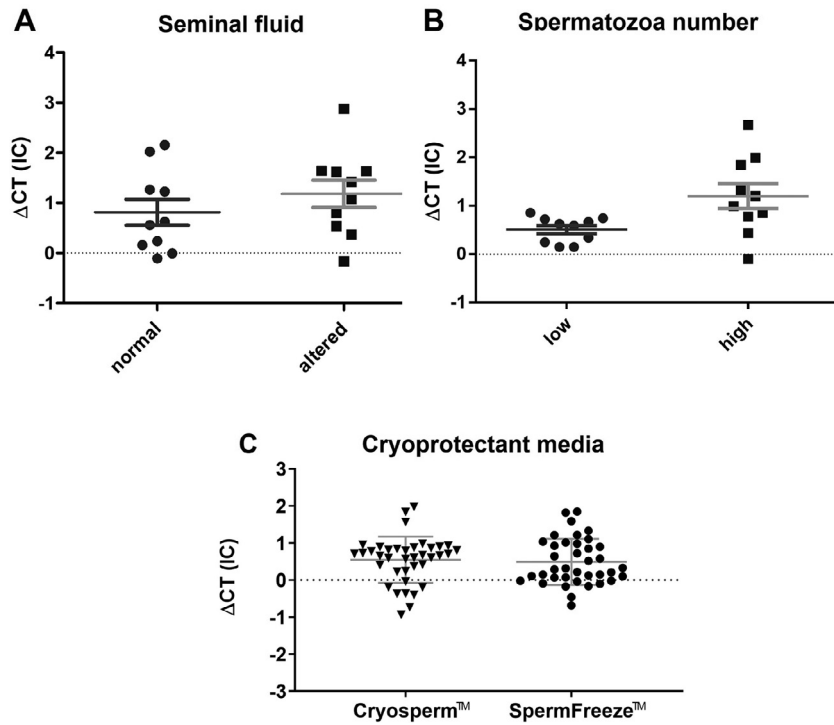 A Seminal fluid
4
3
2
1
0
-1
ΔCT (IC)
normal
altered
B Spermatozoa number
4
3
2
1
0
-1
ΔCT (IC)
low
high
C Cryoprotectant media
3
2
1
0
-1
-2
-3
ΔCT (IC)
Cryosperm™
SpermFreeze™